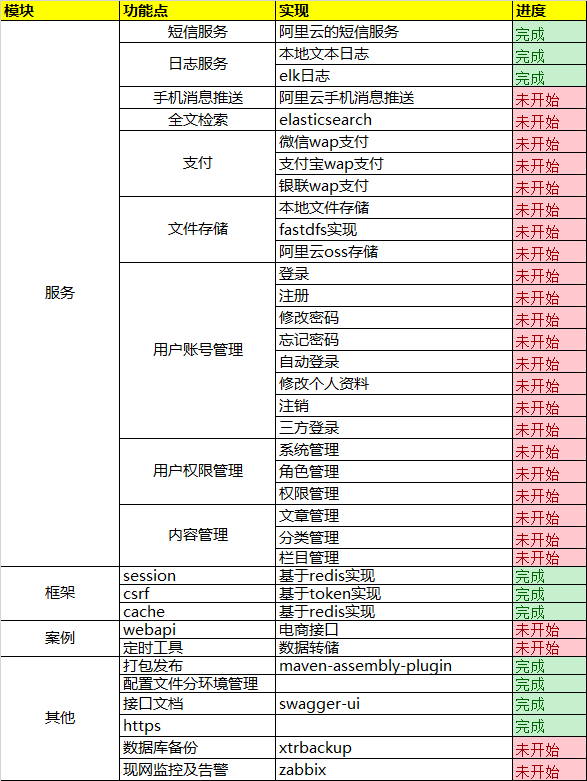 模块 功能点 实现 进度
服务 短信服务 阿里云的短信服务 完成
日志服务 本地文本日志 完成
elk日志 完成
手机消息推送 阿里云手机消息推送 未开始
全文检索 elasticsearch 未开始
支付 微信wap支付 未开始
支付宝wap支付 未开始
银联wap支付 未开始
文件存储 本地文件存储 未开始
fastdfs实现 未开始
阿里云oss存储 未开始
用户账号管理 登录 未开始
注册 未开始
修改密码 未开始
忘记密码 未开始
自动登录 未开始
修改个人资料 未开始
注销 未开始
三方登录 未开始
用户权限管理 系统管理 未开始
角色管理 未开始
权限管理 未开始
内容管理 文章管理 未开始
分类管理 未开始
栏目管理 未开始
框架 session 基于redis实现 完成
csrf 基于token实现 完成
cache 基于redis实现 完成
案例 webapi 电商接口 未开始
定时工具 数据转储 未开始
其他 打包发布 maven-assembly-plugin 完成
配置文件分环境管理 完成
接口文档 swagger-ui 完成
https 完成
数据库备份 xtrbackup 未开始
现网监控及告警 zabbix 未开始